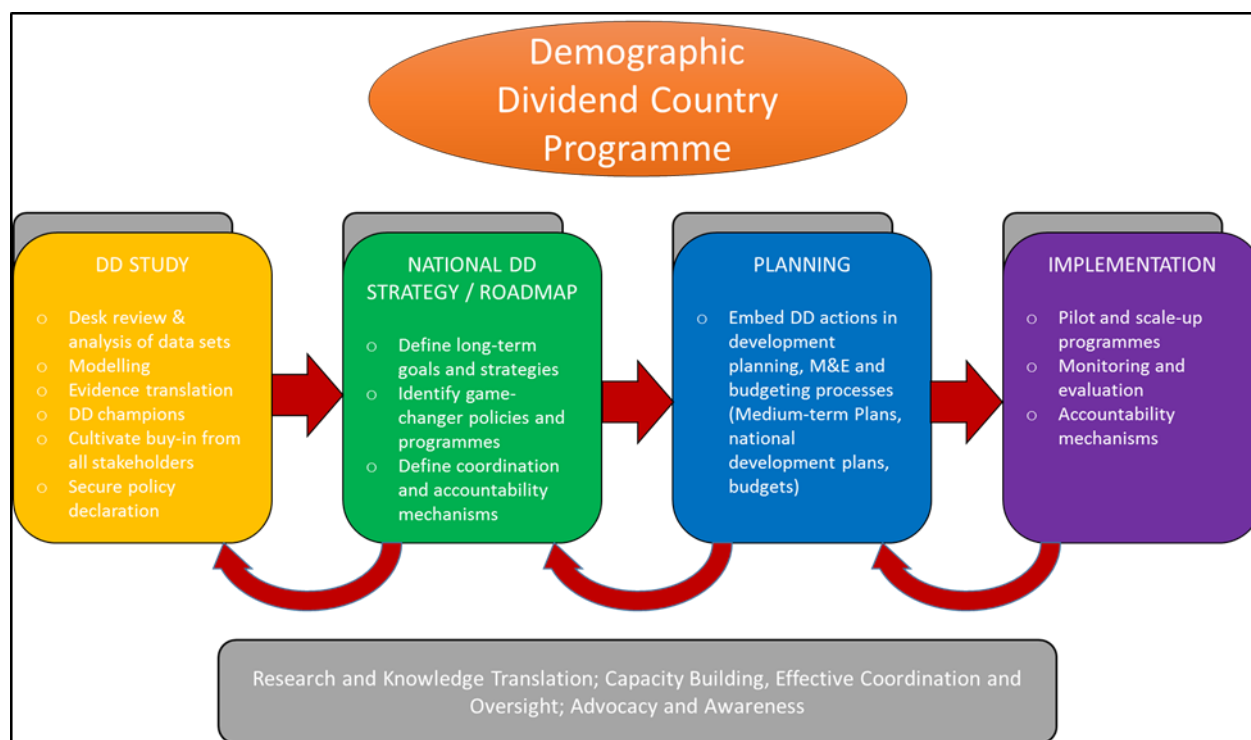 Demographic
Dividend Country
Programme
DD STUDY
o Desk review &
analysis of data sets
o Modelling
o Evidence translation
o DD champions
o Cultivate buy-in from
all stakeholders
o Secure policy
declaration
NATIONAL DD
STRATEGY / ROADMAP
o Define long-term
goals and strategies
o Identify game-
changer policies and
programmes
o Define coordination
and accountability
mechanisms
PLANNING
o Embed DD actions in
development
planning, M&E and
budgeting processes
(Medium-term Plans,
national
development plans,
budgets)
IMPLEMENTATION
o Pilot and scale-up
programmes
o Monitoring and
evaluation
o Accountability
mechanisms
Research and Knowledge Translation; Capacity Building, Effective Coordination and
Oversight; Advocacy and Awareness